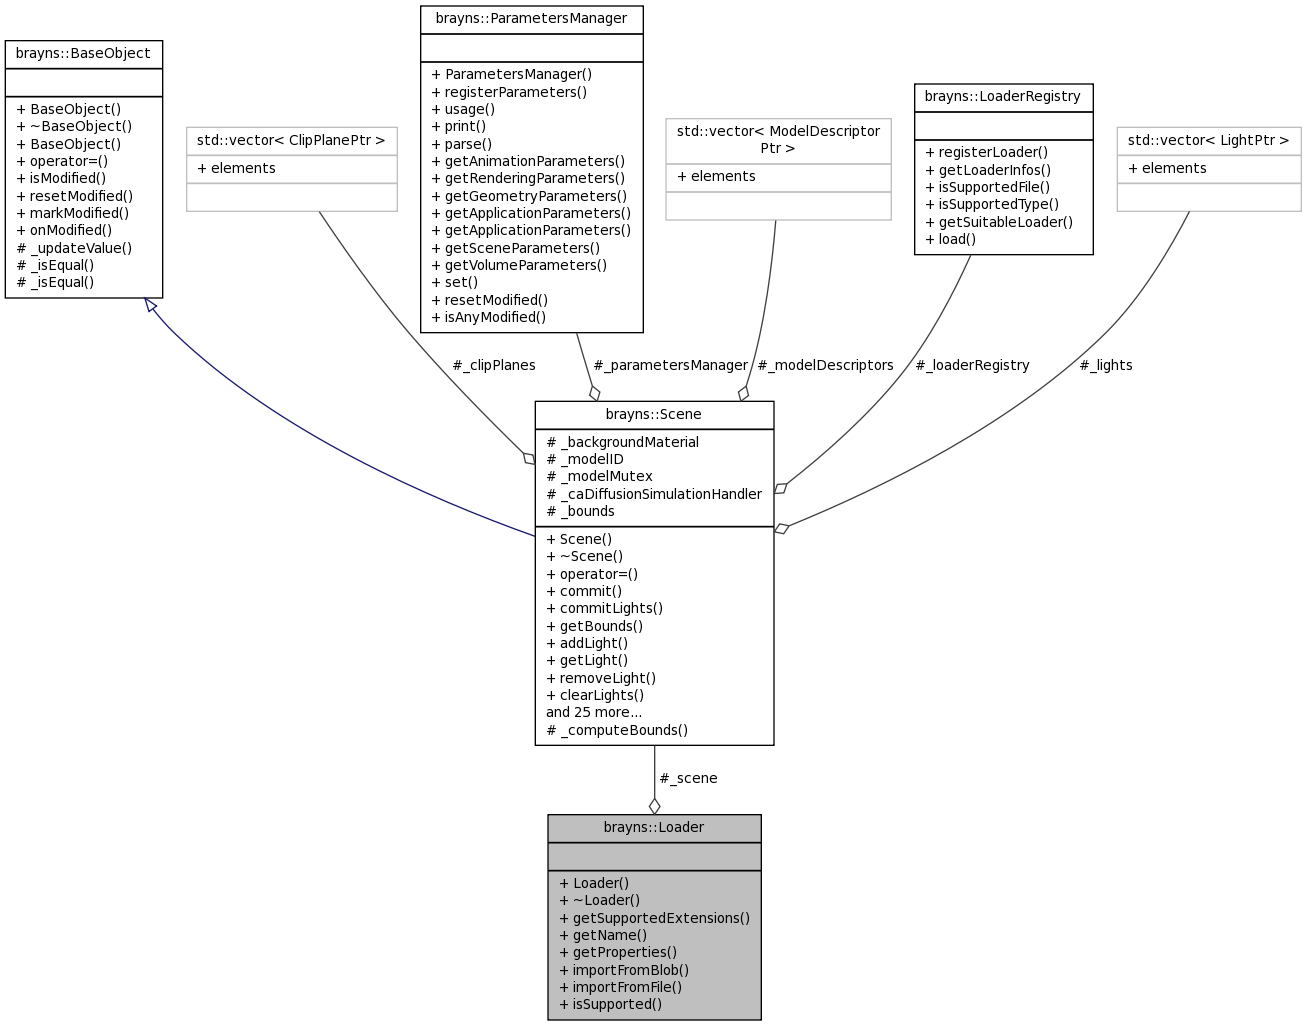 brayns::BaseObject
+ BaseObject()
+ ~BaseObject()
+ BaseObject()
+ operator=()
+ isModified()
+ resetModified()
+ markModified()
+ onModified()
# _updateValue()
# _isEqual()
# _isEqual()
std::vector< ClipPlanePtr >
+ elements
brayns::ParametersManager
+ ParametersManager()
+ registerParameters()
+ usage()
+ print()
+ parse()
+ getAnimationParameters()
+ getRenderingParameters()
+ getGeometryParameters()
+ getApplicationParameters()
+ getApplicationParameters()
+ getSceneParameters()
+ getVolumeParameters()
+ set()
+ resetModified()
+ isAnyModified()
std::vector< ModelDescriptor
Ptr >
+ elements
brayns::LoaderRegistry
+ registerLoader()
+ getLoaderInfos()
+ isSupportedFile()
+ isSupportedType()
+ getSuitableLoader()
+ load()
std::vector< LightPtr >
+ elements
#_clipPlanes
#_parametersManager
#_modelDescriptors
#_loaderRegistry
#_lights
brayns::Scene
# _backgroundMaterial
# _modelID
# _modelMutex
# _caDiffusionSimulationHandler
# _bounds
+ Scene()
+ ~Scene()
+ operator=()
+ commit()
+ commitLights()
+ getBounds()
+ addLight()
+ getLight()
+ removeLight()
+ clearLights()
and 25 more...
# _computeBounds()
#_scene
brayns::Loader
+ Loader()
+ ~Loader()
+ getSupportedExtensions()
+ getName()
+ getProperties()
+ importFromBlob()
+ importFromFile()
+ isSupported()